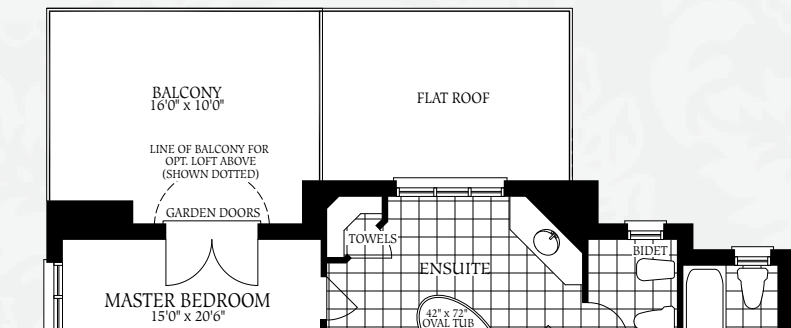 BALCONY
16'0" x 10'0"
FLAT ROOF
LINE OF BALCONY FOR
OPT. LOFT ABOVE
(SHOWN DOTTED)
GARDEN DOORS
TOWELS
BIDET
ENSUITE
MASTER BEDROOM
15'0" x 20'6"
42" x 72"
OVAL TUB